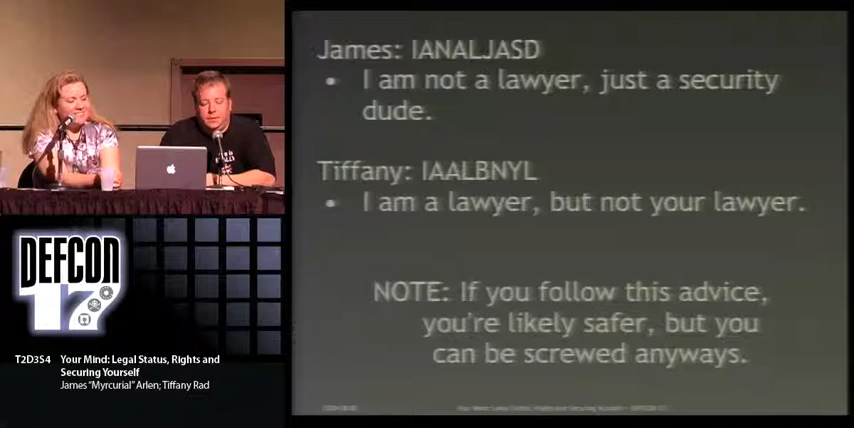 James: IANALJASD
• I am not a lawyer, just a security
dude.
Tiffany: IAALBNYL
• I am a lawyer, but not your lawyer.
NOTE: If you follow this advice,
you're likely safer, but you
can be screwed anyways.
DEFCON
17
T2D3S4 Your Mind: Legal Status, Rights and
Securing Yourself
James "Myrcurial" Arlen; Tiffany Rad